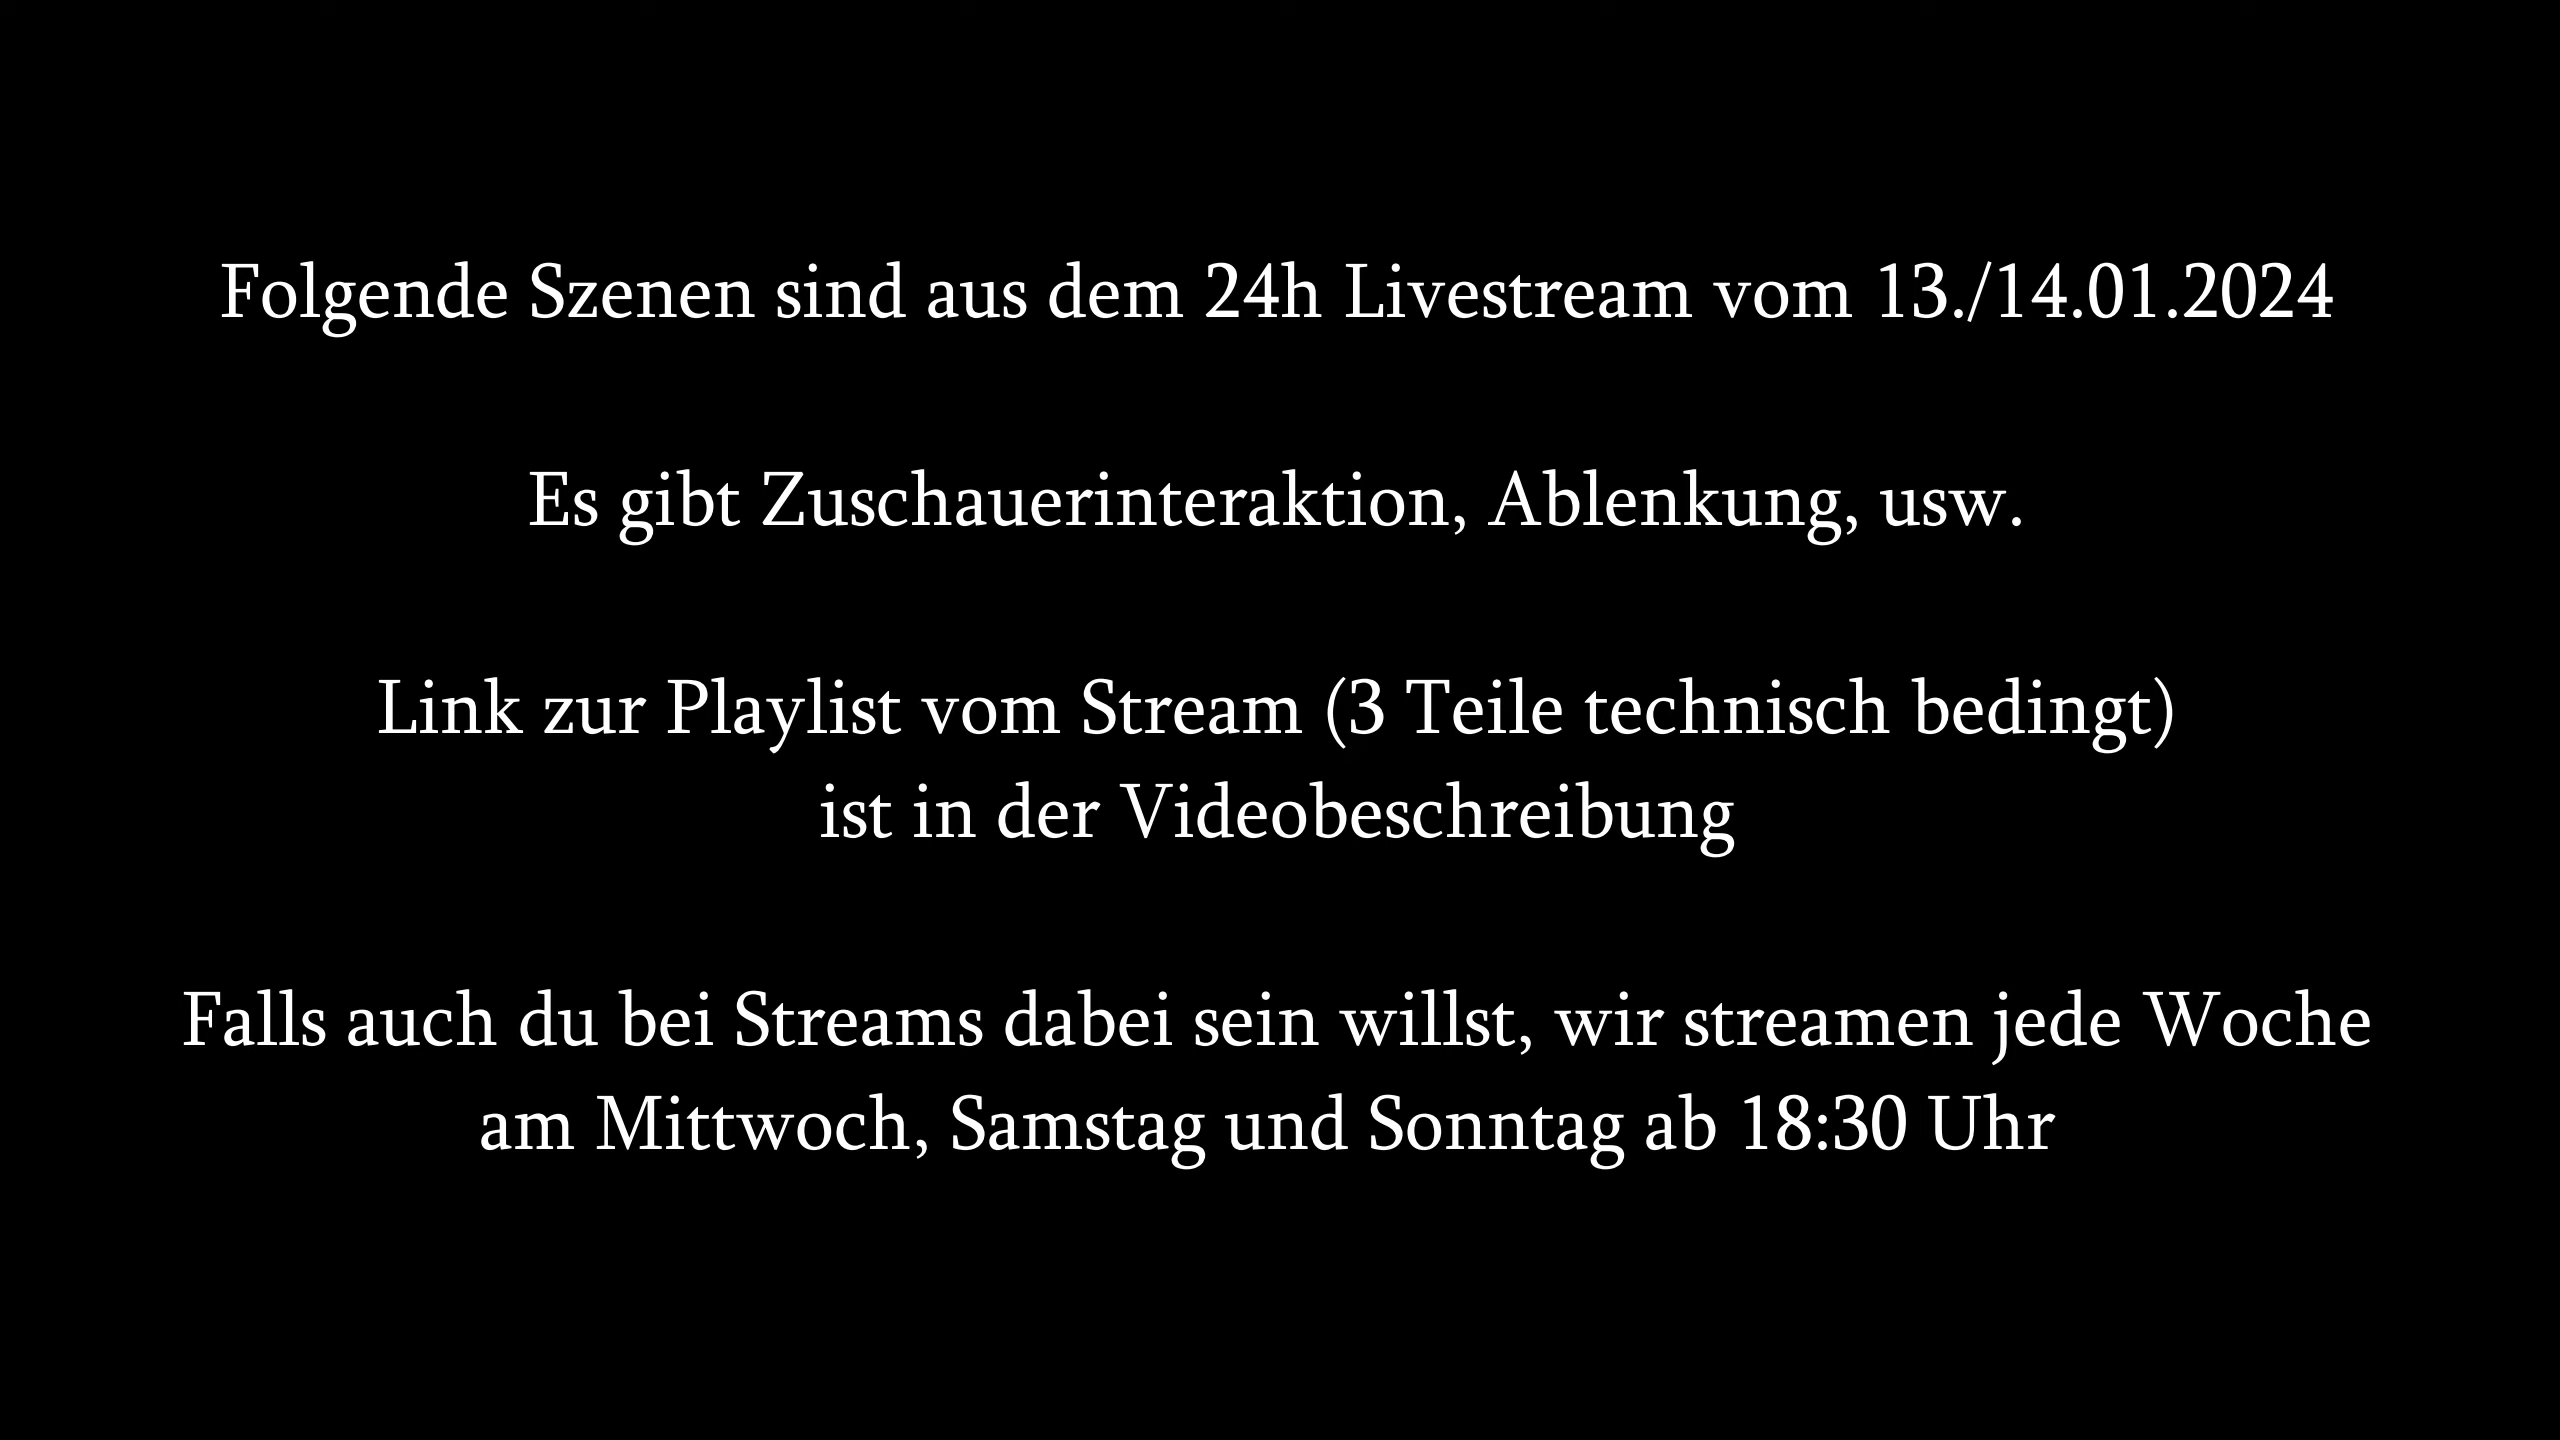 Folgende Szenen sind aus dem 24h Livestream vom 13./14.01.2024
Es gibt Zuschauerinteraktion, Ablenkung, usw.
Link zur Playlist vom Stream (3 Teile technisch bedingt)
ist in der Videobeschreibung
Falls auch du bei Streams dabei sein willst, wir streamen jede Woche
am Mittwoch, Samstag und Sonntag ab 18:30 Uhr